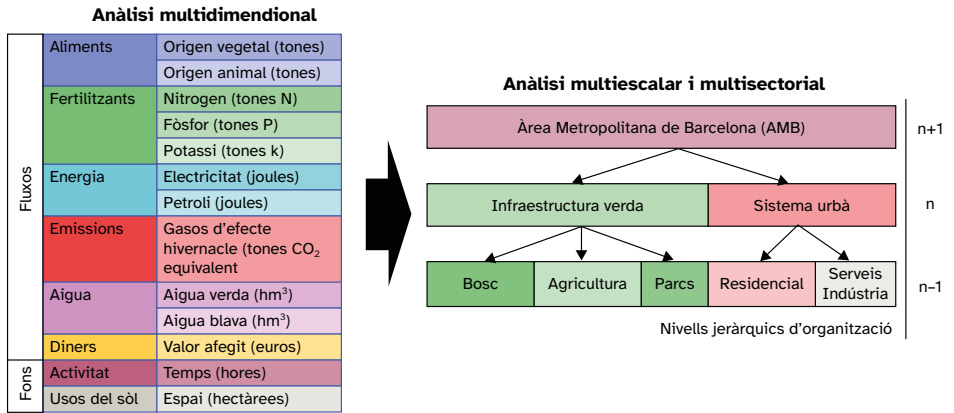 Anàlisi multidimendional
Fluxos
Aliments
Origen vegetal (tones)
Origen animal (tones)
Fertilitzants
Nitrogen (tones N)
Fòsfor (tones P)
Potassi (tones k)
Energia
Electricitat (joules)
Petroli (joules)
Emissions
Gasos d’efecte
hivernacle (tones CO₂
equivalent
Aigua
Aigua verda (hm³)
Aigua blava (hm³)
Diners
Valor afegit (euros)
Fons
Activitat
Temps (hores)
Usos del sòl
Espai (hectàrees)
Anàlisi multiescalar i multisectorial
Àrea Metropolitana de Barcelona (AMB)
n+1
Infraestructura verda
Sistema urbà
n
Bosc
Agricultura
Parcs
Residencial
Serveis
Indústria
n–1
Nivells jeràrquics d’organització